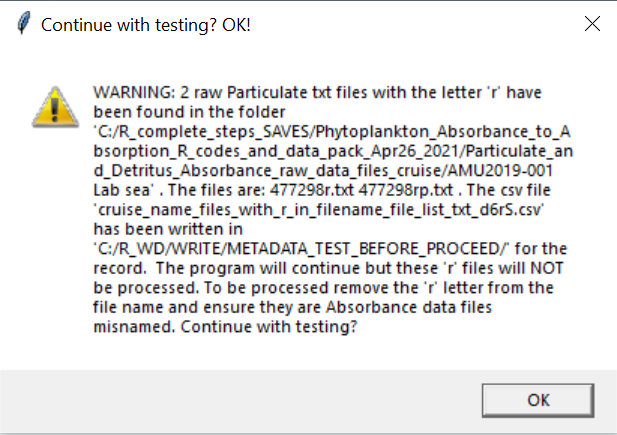 Continue with testing? OK!
WARNING: 2 raw Particulate txt files with the letter 'r' have
been found in the folder
'C:/R_complete_steps_SAVES/Phytoplankton_Absorbance_to_A
bsorption_R_codes_and_data_pack_Apr26_2021/Particulate_an
d_Detritus_Absorbance_raw_data_files_cruise/AMU2019-001
Lab sea' . The files are: 477298r.txt 477298rp.txt . The csv file
'cruise_name_files_with_r_in_filename_file_list_txt_d6rS.csv'
has been written in
'C:/R_WD/WRITE/METADATA_TEST_BEFORE_PROCEED/' for the
record.  The program will continue but these 'r' files will NOT
be processed. To be processed remove the 'r' letter from the
file name and ensure they are Absorbance data files
misnamed. Continue with testing?
OK